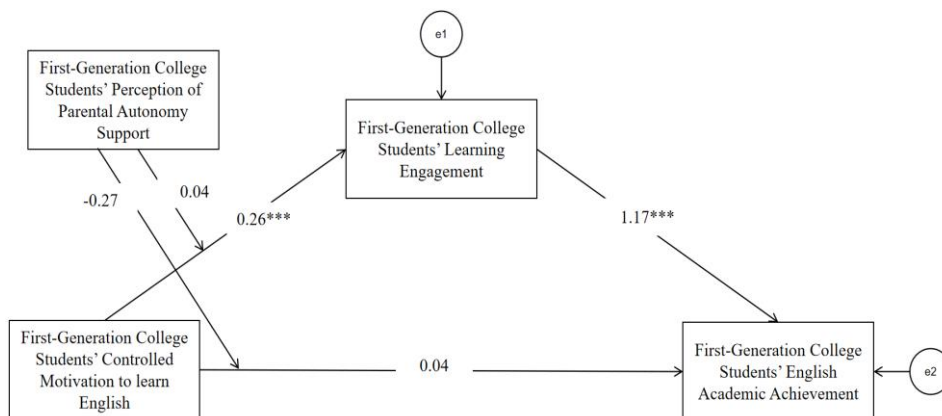 e1
First-Generation College
Students’ Perception of
Parental Autonomy
Support
First-Generation College
Students’ Learning
Engagement
-0.27
0.04
0.26***
1.17***
First-Generation College
Students’ Controlled
Motivation to learn
English
0.04
First-Generation College
Students’ English
Academic Achievement
e2